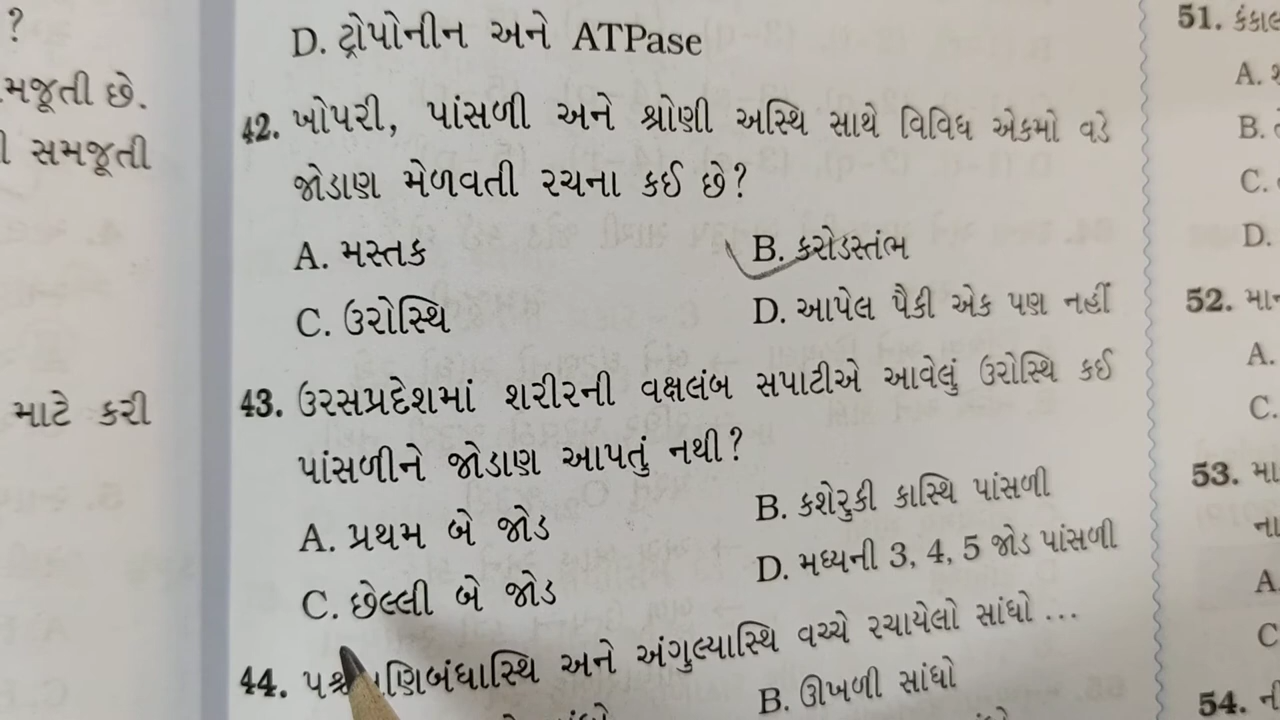 ?
મજૂતી છે.
સમજૂતી
માટે કરી
D. ટ્રોપોનીન અને ATPase
42. ખોપરી, પાંસળી અને શ્રોણી અસ્થિ સાથે વિવિધ એકમો વડે
જોડાણ મેળવતી રચના કઈ છે?
A. મસ્તક
B. કરોડસ્તંભ
C. ઉરોસ્થિ
D. આપેલ પૈકી એક પણ નહીં
43. ઉરસપ્રદેશમાં શરીરની વક્ષલંબ સપાટીએ આવેલું ઉરોસ્થિ કઈ
પાંસળીને જોડાણ આપતું નથી?
A. પ્રથમ બે જોડ
B. કશેરુકી કાસ્થિ પાંસળી
C. છેલ્લી બે જોડ
D. મધ્યની 3, 4, 5 જોડ પાંસળી
44. અને અંગુલ્યાસ્થિ વચ્ચે રચાયેલો સાંધો ...
B. ઊખળી સાંધો
51.
A.
B.
C.
D.
52.
A.
C.
53.
A
C
54.